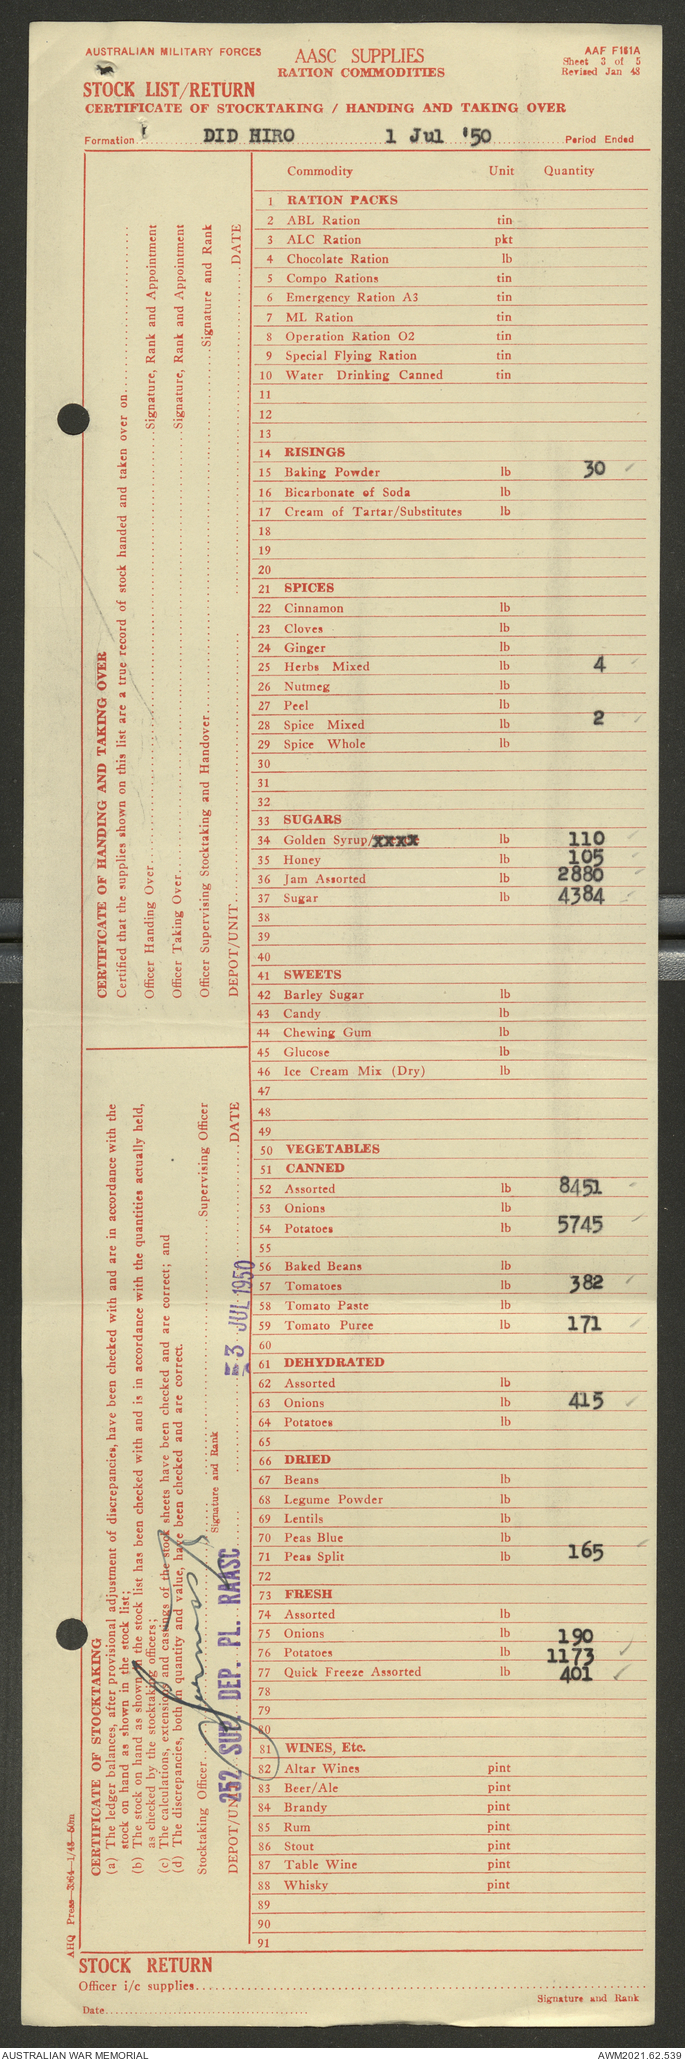 AUSTRALIAN MILITARY FORCES
AASC SUPPLIES
RATION COMMODITIES
AAF F161A
Sheet 3 of 5
Revised Jan 48
STOCK LIST/RETURN
CERTIFICATE OF STOCKTAKING / HANDING AND TAKING OVER
Formation DID HIRO 1 Jul '50 Period Ended
Commodity Unit Quantity
1 RATION PACKS
2 ABL Ration tin
3 ALC Ration pkt
4 Chocolate Ration lb
5 Compo Rations tin
6 Emergency Ration A3 tin
7 ML Ration tin
8 Operation Ration O2 tin
9 Special Flying Ration tin
10 Water Drinking Canned tin
11
12
13
14 RISINGS
15 Baking Powder lb 30
16 Bicarbonate of Soda lb
17 Cream of Tartar/Substitutes lb
18
19
20
21 SPICES
22 Cinnamon lb
23 Cloves lb
24 Ginger lb
25 Herbs Mixed lb 4
26 Nutmeg lb
27 Peel lb
28 Spice Mixed lb 2
29 Spice Whole lb
30
31
32
33 SUGARS
34 Golden Syrup/xxxx lb 110
35 Honey lb 105
36 Jam Assorted lb 2880
37 Sugar lb 4384
38
39
40
41 SWEETS
42 Barley Sugar lb
43 Candy lb
44 Chewing Gum lb
45 Glucose lb
46 Ice Cream Mix (Dry) lb
47
48
49
50 VEGETABLES
51 CANNED
52 Assorted lb 8451
53 Onions lb
54 Potatoes lb 5745
55
56 Baked Beans lb
57 Tomatoes lb 382
58 Tomato Paste lb
59 Tomato Puree lb 171
60
61 DEHYDRATED
62 Assorted lb
63 Onions lb 415
64 Potatoes lb
65
66 DRIED
67 Beans lb
68 Legume Powder lb
69 Lentils lb
70 Peas Blue lb
71 Peas Split lb 165
72
73 FRESH
74 Assorted lb
75 Onions lb 190
76 Potatoes lb 1173
77 Quick Freeze Assorted lb 401
78
79
80
81 WINES, Etc.
82 Altar Wines pint
83 Beer/Ale pint
84 Brandy pint
85 Rum pint
86 Stout pint
87 Table Wine pint
88 Whisky pint
89
90
91
CERTIFICATE OF HANDING AND TAKING OVER
Certified that the supplies shown on this list are a true record of stock handed and taken over on
Officer Handing Over Signature, Rank and Appointment
Officer Taking Over Signature, Rank and Appointment
Officer Supervising Stocktaking and Handover Signature and Rank
DEPOT/UNIT DATE
CERTIFICATE OF STOCKTAKING
(a) The ledger balances, after provisional adjustment of discrepancies, have been checked with and are in accordance with the
stock on hand as shown in the stock list;
(b) The stock on hand as shown in the stock list has been checked with and is in accordance with the quantities actually held,
as checked by the stocktaking officers;
(c) The calculations, extensions and castings of the stock sheets have been checked and are correct; and
(d) The discrepancies, both in quantity and value, have been checked and are correct.
Stocktaking Officer Supervising Officer
Signature and Rank
DEPOT/UNIT 252 SUP. DEP. PL. RAASC DATE 3 JUL 1950
AHQ Press—3964—1/48—50m
STOCK RETURN
Officer i/c supplies
Signature and Rank
Date
AUSTRALIAN WAR MEMORIAL
AWM2021.62.539